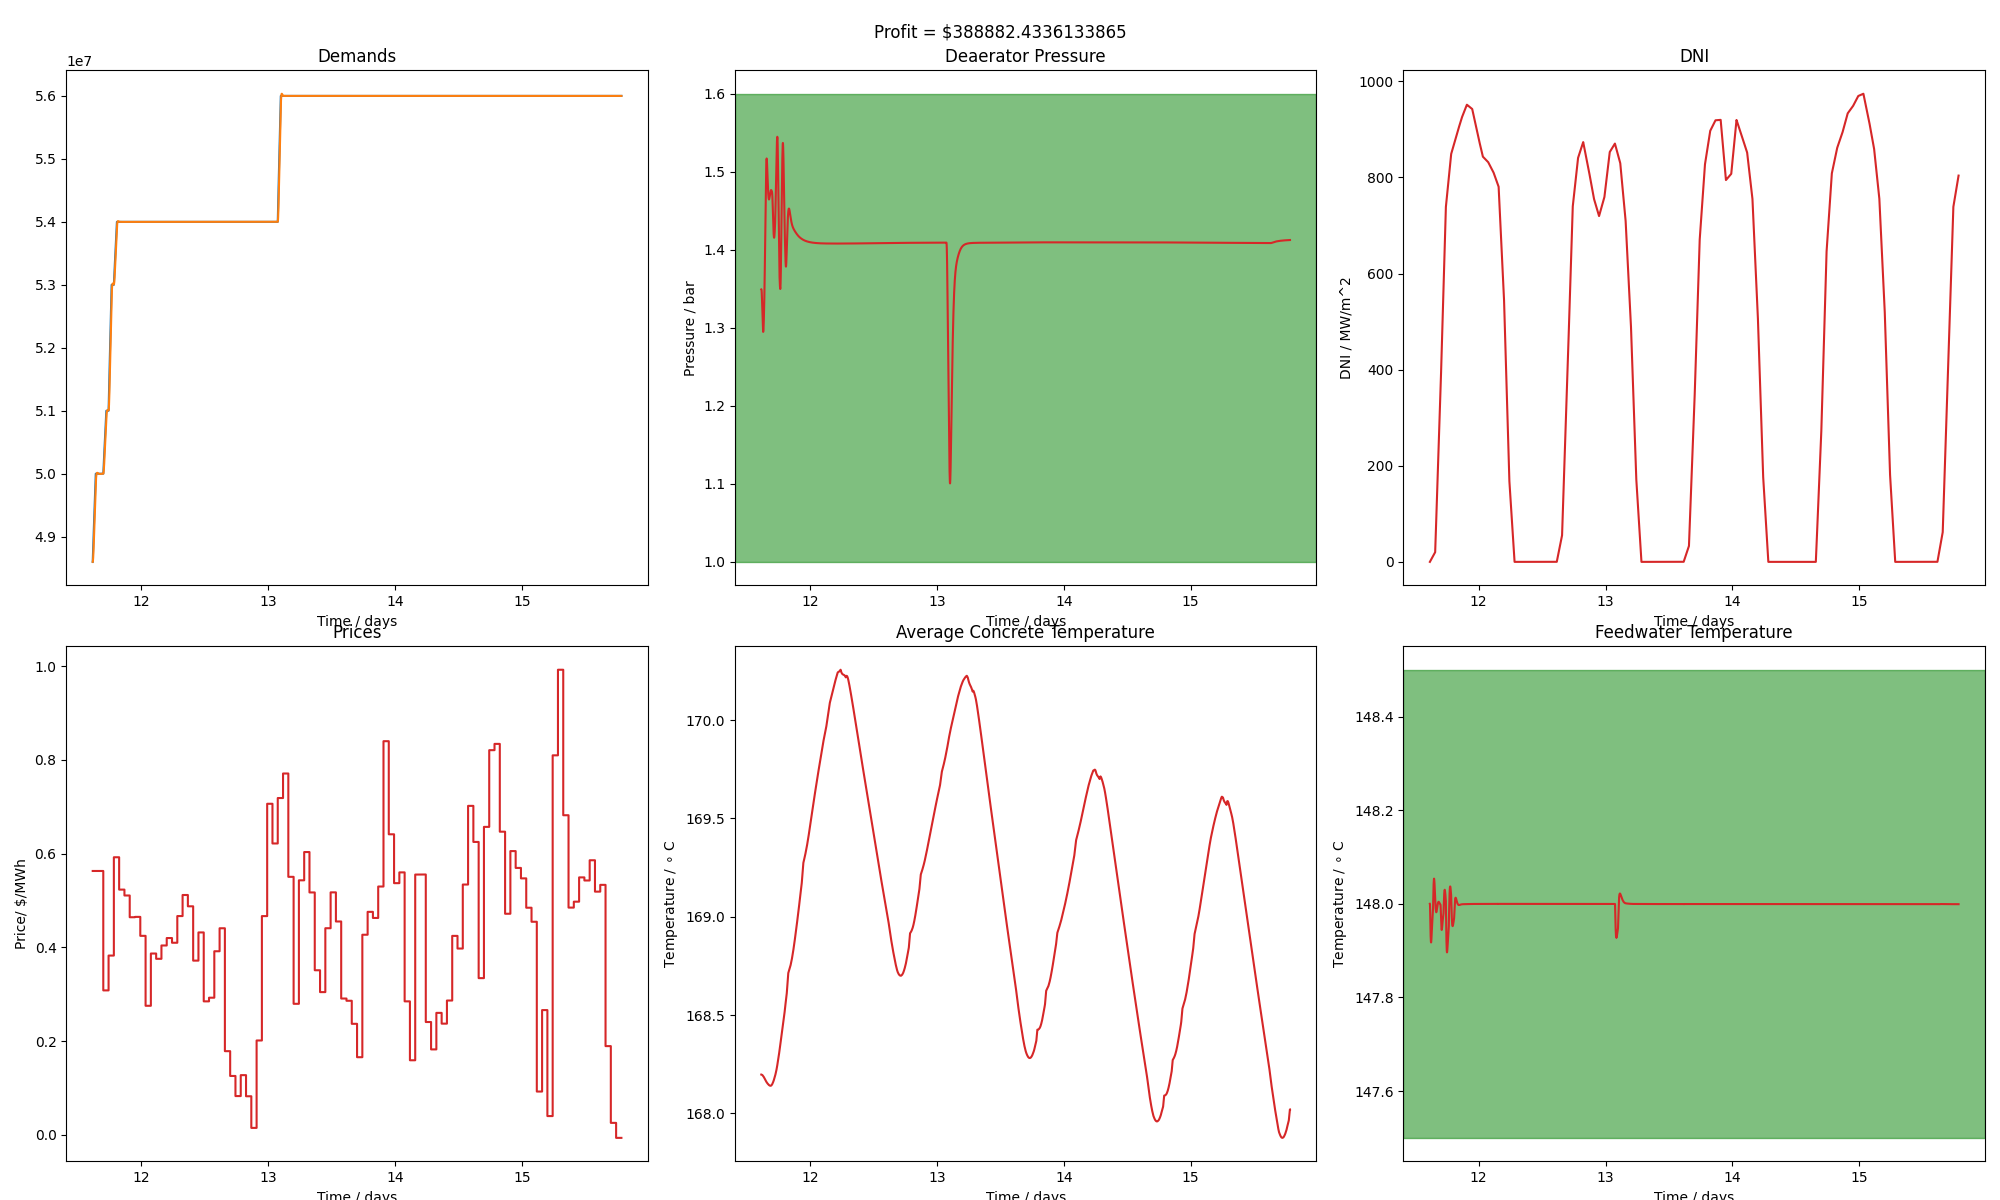 Profit = $388882.4336133865
Demands
1e7
5.6
5.5
5.4
5.3
5.2
5.1
5.0
4.9
12 13 14 15
Time / days
Deaerator Pressure
Pressure / bar
1.6
1.5
1.4
1.3
1.2
1.1
1.0
12 13 14 15
Time / days
DNI
DNI / MW/m^2
1000
800
600
400
200
0
12 13 14 15
Time / days
Prices
Price/ $/MWh
1.0
0.8
0.6
0.4
0.2
0.0
12 13 14 15
Time / days
Average Concrete Temperature
Temperature / ∘ C
170.0
169.5
169.0
168.5
168.0
12 13 14 15
Time / days
Feedwater Temperature
Temperature / ∘ C
148.4
148.2
148.0
147.8
147.6
12 13 14 15
Time / days